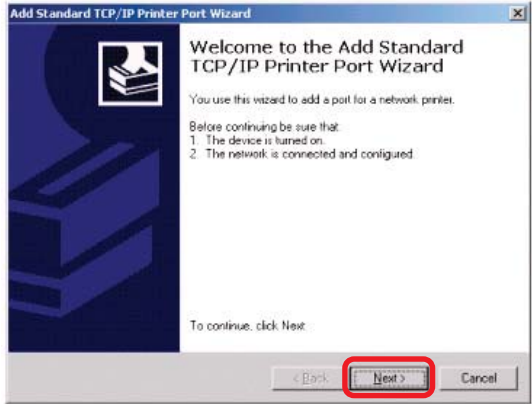 Add Standard TCP/IP Printer Port Wizard
Welcome to the Add Standard
TCP/IP Printer Port Wizard
You use this wizard to add a port for a network printer.
Before continuing be sure that:
1. The device is turned on.
2. The network is connected and configured.
To continue, click Next.
< Back
Next >
Cancel